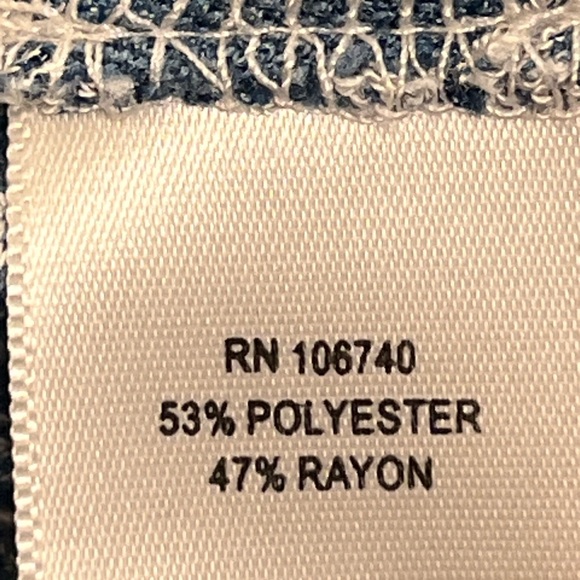 RN 106740
53% POLYESTER
47% RAYON